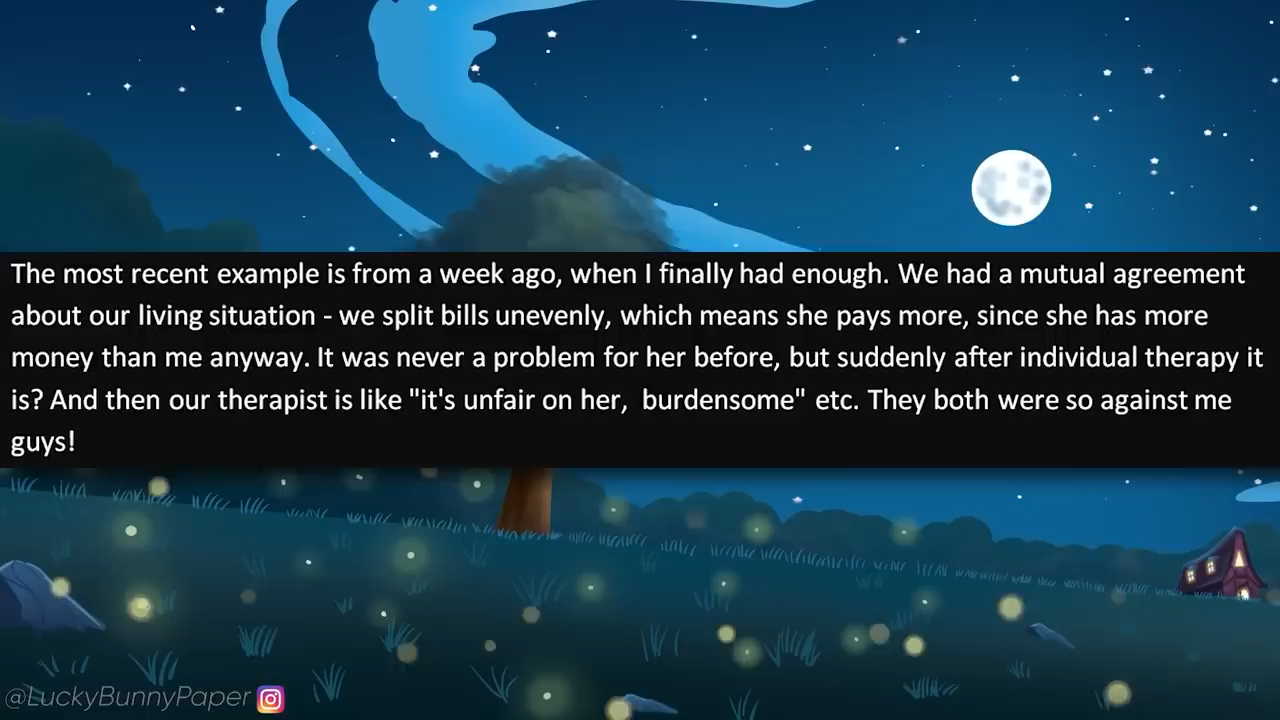 The most recent example is from a week ago, when I finally had enough. We had a mutual agreement
about our living situation - we split bills unevenly, which means she pays more, since she has more
money than me anyway. It was never a problem for her before, but suddenly after individual therapy it
is? And then our therapist is like "it's unfair on her,  burdensome" etc. They both were so against me
guys!
@LuckyBunnyPaper